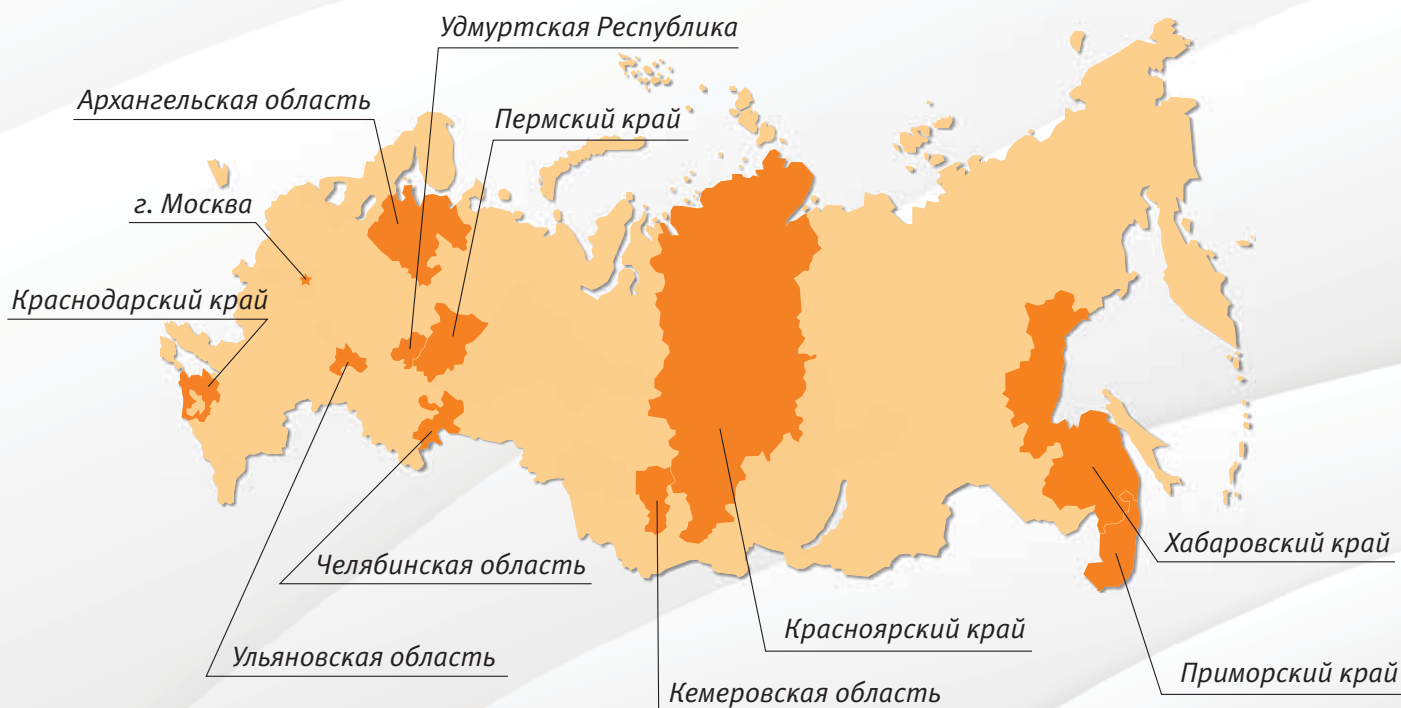 Удмуртская Республика
Архангельская область
Пермский край
г. Москва
Краснодарский край
Хабаровский край
Челябинская область
Красноярский край
Ульяновская область
Приморский край
Кемеровская область